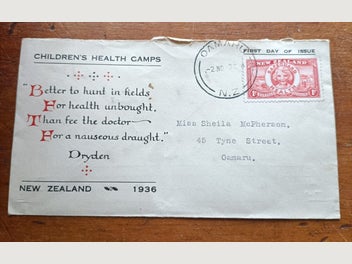 CHILDREN'S HEALTH CAMPS
FIRST DAY OF ISSUE
OAMARU
N.Z.
NEW ZEALAND
"Better to hunt in fields
For health unbought,
Than fee the doctor
For a nauseous draught."
Dryden
Miss Sheila McPherson,
45 Tyne Street,
Oamaru.
NEW ZEALAND 1936